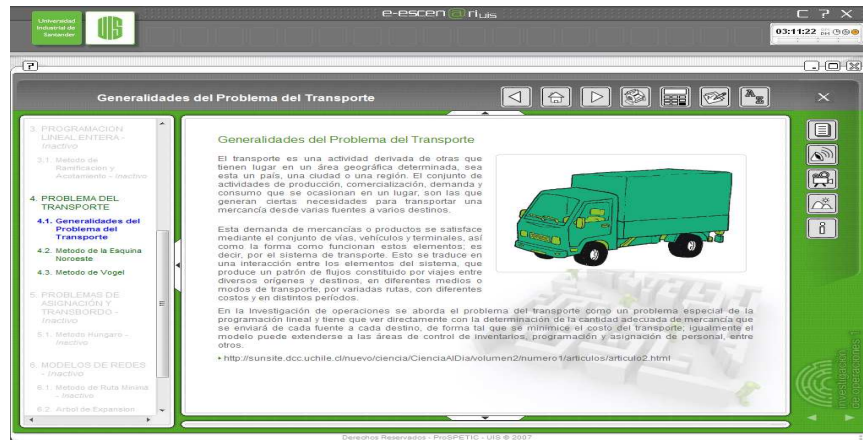 Universidad
Industrial de
Santander
UIS
e-escen@ri uis
03:11:22
Generalidades del Problema del Transporte
3. PROGRAMACION
LINEAL ENTERA -
Inactivo
3.1. Metodo de
Ramificacion y
Acotamiento - Inactivo
4. PROBLEMA DEL
TRANSPORTE
4.1. Generalidades del
Problema del
Transporte
4.2. Metodo de la Esquina
Noroeste
4.3. Metodo de Vogel
5. PROBLEMAS DE
ASIGNACIÓN Y
TRANSBORDO -
Inactivo
5.1. Metodo Hungaro -
Inactivo
6. MODELOS DE REDES
- Inactivo
6.1. Metodo de Ruta Minima
- Inactivo
6.2. Arbol de Expansion
Generalidades del Problema del Transporte
El transporte es una actividad derivada de otras que
tienen lugar en un área geográfica determinada, sea
esta un país, una ciudad o una región. El conjunto de
actividades de producción, comercialización, demanda y
consumo que se ocasionan en un lugar, son las que
generan ciertas necesidades para transportar una
mercancía desde varias fuentes a varios destinos.
Esta demanda de mercancías o productos se satisface
mediante el conjunto de vías, vehículos y terminales, así
como la forma como funcionan estos elementos; es
decir, por el sistema de transporte. Esto se traduce en
una interacción entre los elementos del sistema, que
produce un patrón de flujos constituido por viajes entre
diversos orígenes y destinos, en diferentes medios o
modos de transporte, por variadas rutas, con diferentes
costos y en distintos períodos.
En la Investigación de operaciones se aborda el problema del transporte como un problema especial de la
programación lineal y tiene que ver directamente con la determinación de la cantidad adecuada de mercancía que
se enviará de cada fuente a cada destino, de forma tal que se minimice el costo del transporte; igualmente el
modelo puede extenderse a las áreas de control de inventarios, programación y asignación de personal, entre
otros.
http://sunsite.dcc.uchile.cl/nuevo/ciencia/CienciaAlDia/volumen2/numero1/articulos/articulo2.html
investigación
de operaciones I
Derechos Reservados - ProSPETIC - UIS © 2007